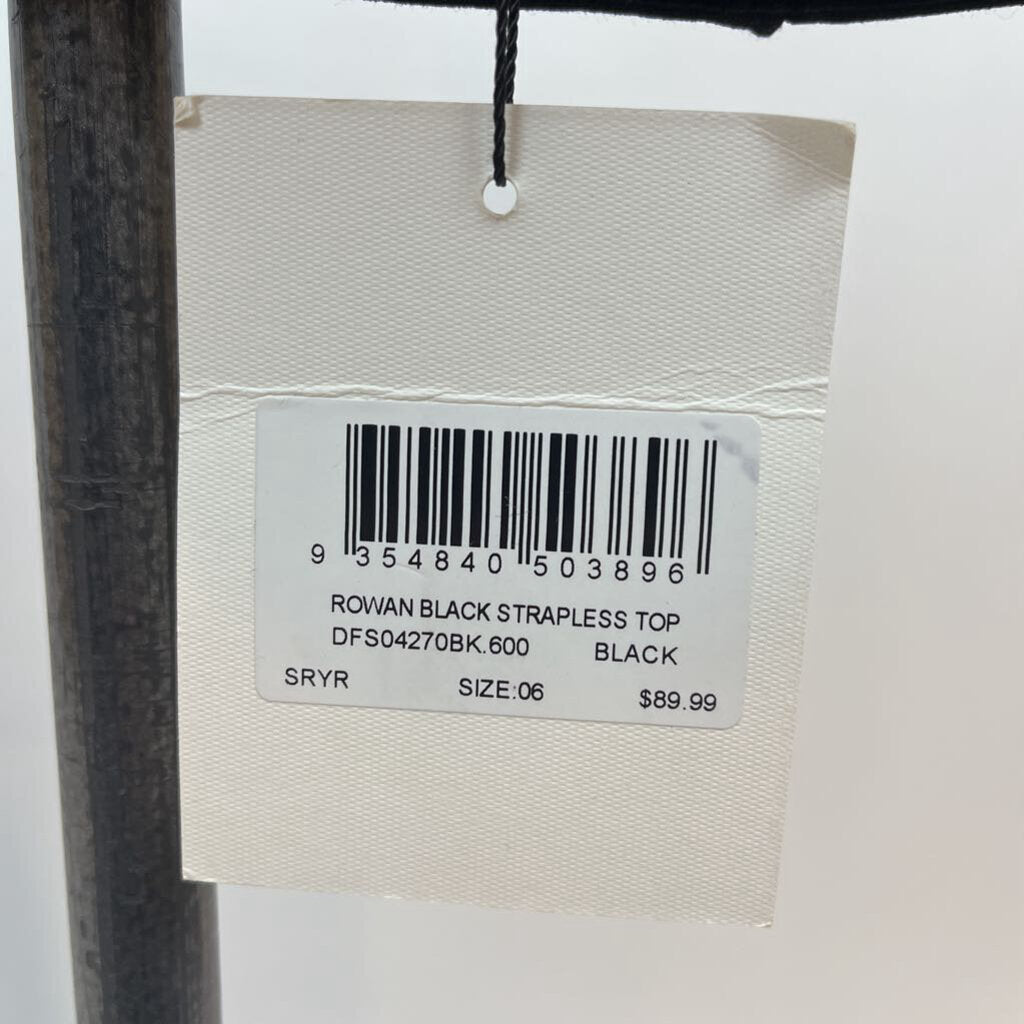 9 354840 503896
ROWAN BLACK STRAPLESS TOP
DFS04270BK.600 BLACK
SRYR SIZE:06 $89.99